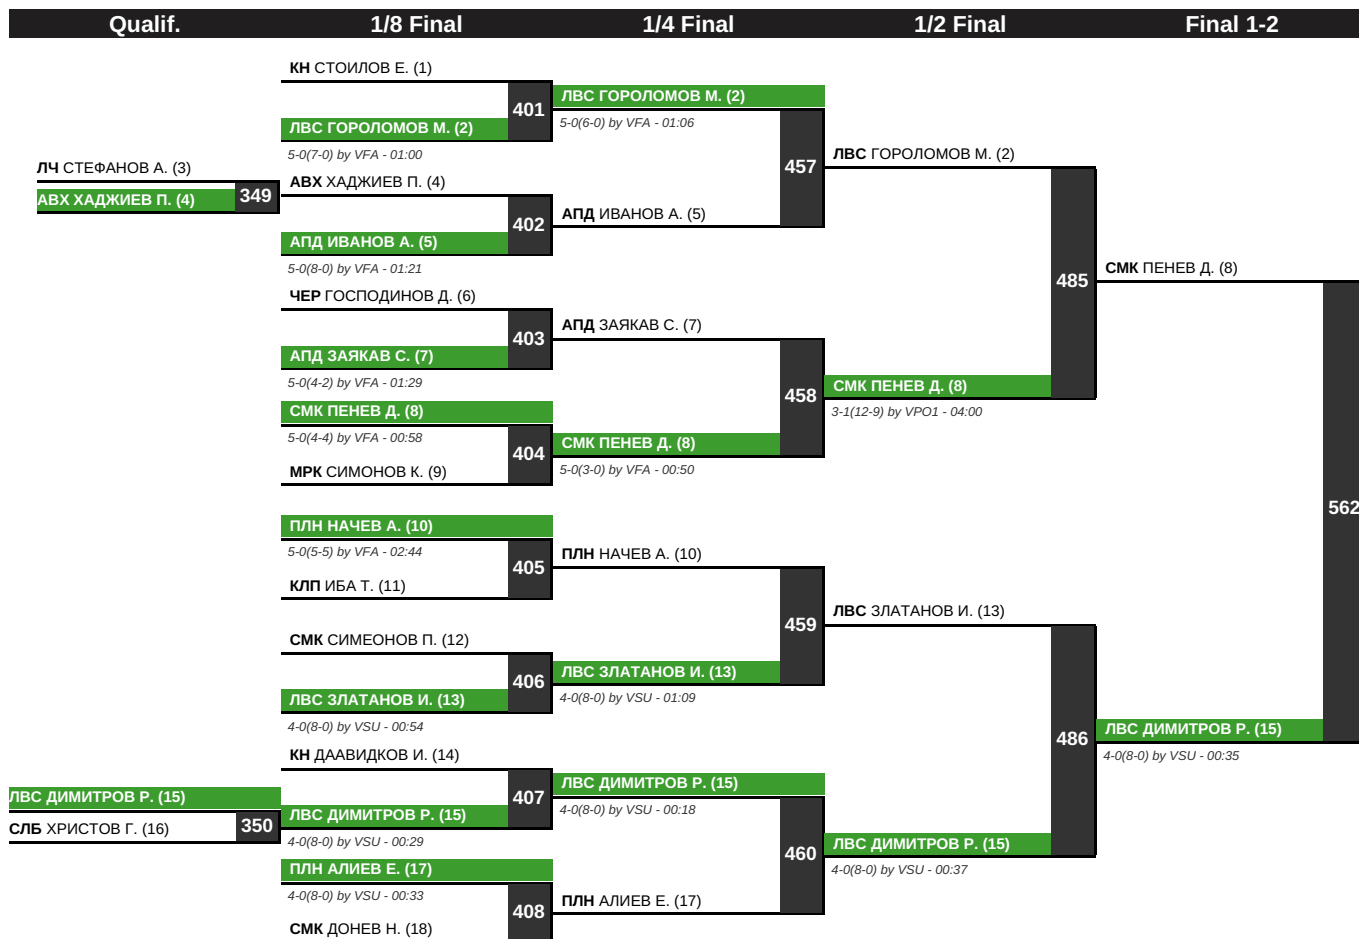 Qualif. 1/8 Final 1/4 Final 1/2 Final Final 1-2
КН СТОИЛОВ Е. (1)
401
ЛВС ГОРОЛОМОВ М. (2)
5-0(7-0) by VFA - 01:00
ЛЧ СТЕФАНОВ А. (3)
349
АВХ ХАДЖИЕВ П. (4)
АВХ ХАДЖИЕВ П. (4)
402
АПД ИВАНОВ А. (5)
5-0(8-0) by VFA - 01:21
ЧЕР ГОСПОДИНОВ Д. (6)
403
АПД ЗАЯКАВ С. (7)
5-0(4-2) by VFA - 01:29
СМК ПЕНЕВ Д. (8)
5-0(4-4) by VFA - 00:58
404
МРК СИМОНОВ К. (9)
ПЛН НАЧЕВ А. (10)
5-0(5-5) by VFA - 02:44
405
КЛП ИБА Т. (11)
СМК СИМЕОНОВ П. (12)
406
ЛВС ЗЛАТАНОВ И. (13)
4-0(8-0) by VSU - 00:54
КН ДААВИДКОВ И. (14)
407
ЛВС ДИМИТРОВ Р. (15)
4-0(8-0) by VSU - 00:29
ЛВС ДИМИТРОВ Р. (15)
350
СЛБ ХРИСТОВ Г. (16)
ПЛН АЛИЕВ Е. (17)
4-0(8-0) by VSU - 00:33
408
СМК ДОНЕВ Н. (18)
ЛВС ГОРОЛОМОВ М. (2)
5-0(6-0) by VFA - 01:06
457
АПД ИВАНОВ А. (5)
АПД ЗАЯКАВ С. (7)
458
СМК ПЕНЕВ Д. (8)
5-0(3-0) by VFA - 00:50
ПЛН НАЧЕВ А. (10)
459
ЛВС ЗЛАТАНОВ И. (13)
4-0(8-0) by VSU - 01:09
ЛВС ДИМИТРОВ Р. (15)
4-0(8-0) by VSU - 00:18
460
ПЛН АЛИЕВ Е. (17)
ЛВС ГОРОЛОМОВ М. (2)
485
СМК ПЕНЕВ Д. (8)
3-1(12-9) by VPO1 - 04:00
ЛВС ЗЛАТАНОВ И. (13)
486
ЛВС ДИМИТРОВ Р. (15)
4-0(8-0) by VSU - 00:37
СМК ПЕНЕВ Д. (8)
562
ЛВС ДИМИТРОВ Р. (15)
4-0(8-0) by VSU - 00:35